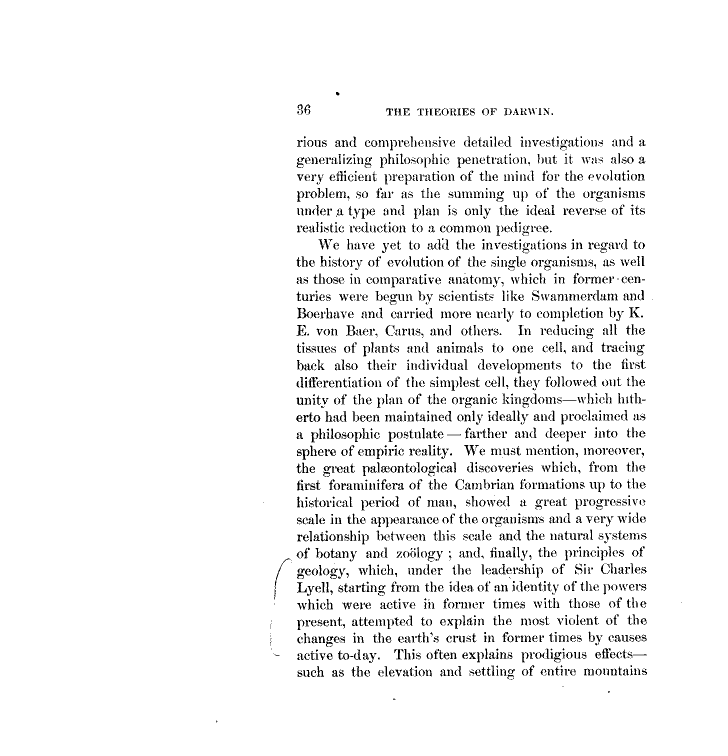 36 THE THEORIES OF DARWIN.
rious and comprehensive detailed investigations and a
generalizing philosophic penetration, but it was also a
very efficient preparation of the mind for the evolution
problem, so far as the summing up of the organisms
under a type and plan is only the ideal reverse of its
realistic reduction to a common pedigree.
We have yet to add the investigations in regard to
the history of evolution of the single organisms, as well
as those in comparative anatomy, which in former cen-
turies were begun by scientists like Swammerdam and
Boerhave and carried more nearly to completion by K.
E. von Baer, Carus, and others. In reducing all the
tissues of plants and animals to one cell, and tracing
back also their individual developments to the first
differentiation of the simplest cell, they followed out the
unity of the plan of the organic kingdoms—which hith-
erto had been maintained only ideally and proclaimed as
a philosophic postulate — farther and deeper into the
sphere of empiric reality. We must mention, moreover,
the great palæontological discoveries which, from the
first foraminifera of the Cambrian formations up to the
historical period of man, showed a great progressive
scale in the appearance of the organisms and a very wide
relationship between this scale and the natural systems
of botany and zoölogy ; and, finally, the principles of
geology, which, under the leadership of Sir Charles
Lyell, starting from the idea of an identity of the powers
which were active in former times with those of the
present, attempted to explain the most violent of the
changes in the earth's crust in former times by causes
active to-day. This often explains prodigious effects—
such as the elevation and settling of entire mountains